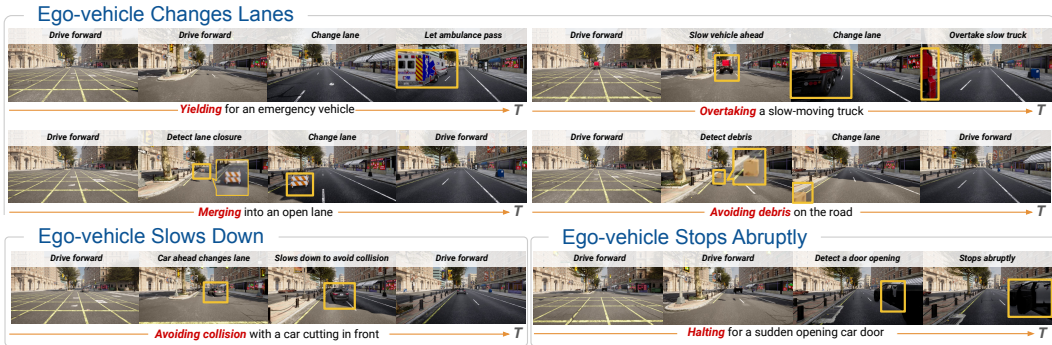 Ego-vehicle Changes Lanes
Drive forward
Drive forward
Change lane
Let ambulance pass
Yielding for an emergency vehicle
T
Drive forward
Slow vehicle ahead
Change lane
Overtake slow truck
Overtaking a slow-moving truck
T
Drive forward
Detect lane closure
Change lane
Drive forward
Merging into an open lane
T
Drive forward
Detect debris
Change lane
Drive forward
Avoiding debris on the road
T
Ego-vehicle Slows Down
Drive forward
Car ahead changes lane
Slows down to avoid collision
Drive forward
Avoiding collision with a car cutting in front
T
Ego-vehicle Stops Abruptly
Drive forward
Drive forward
Detect a door opening
Stops abruptly
Halting for a sudden opening car door
T